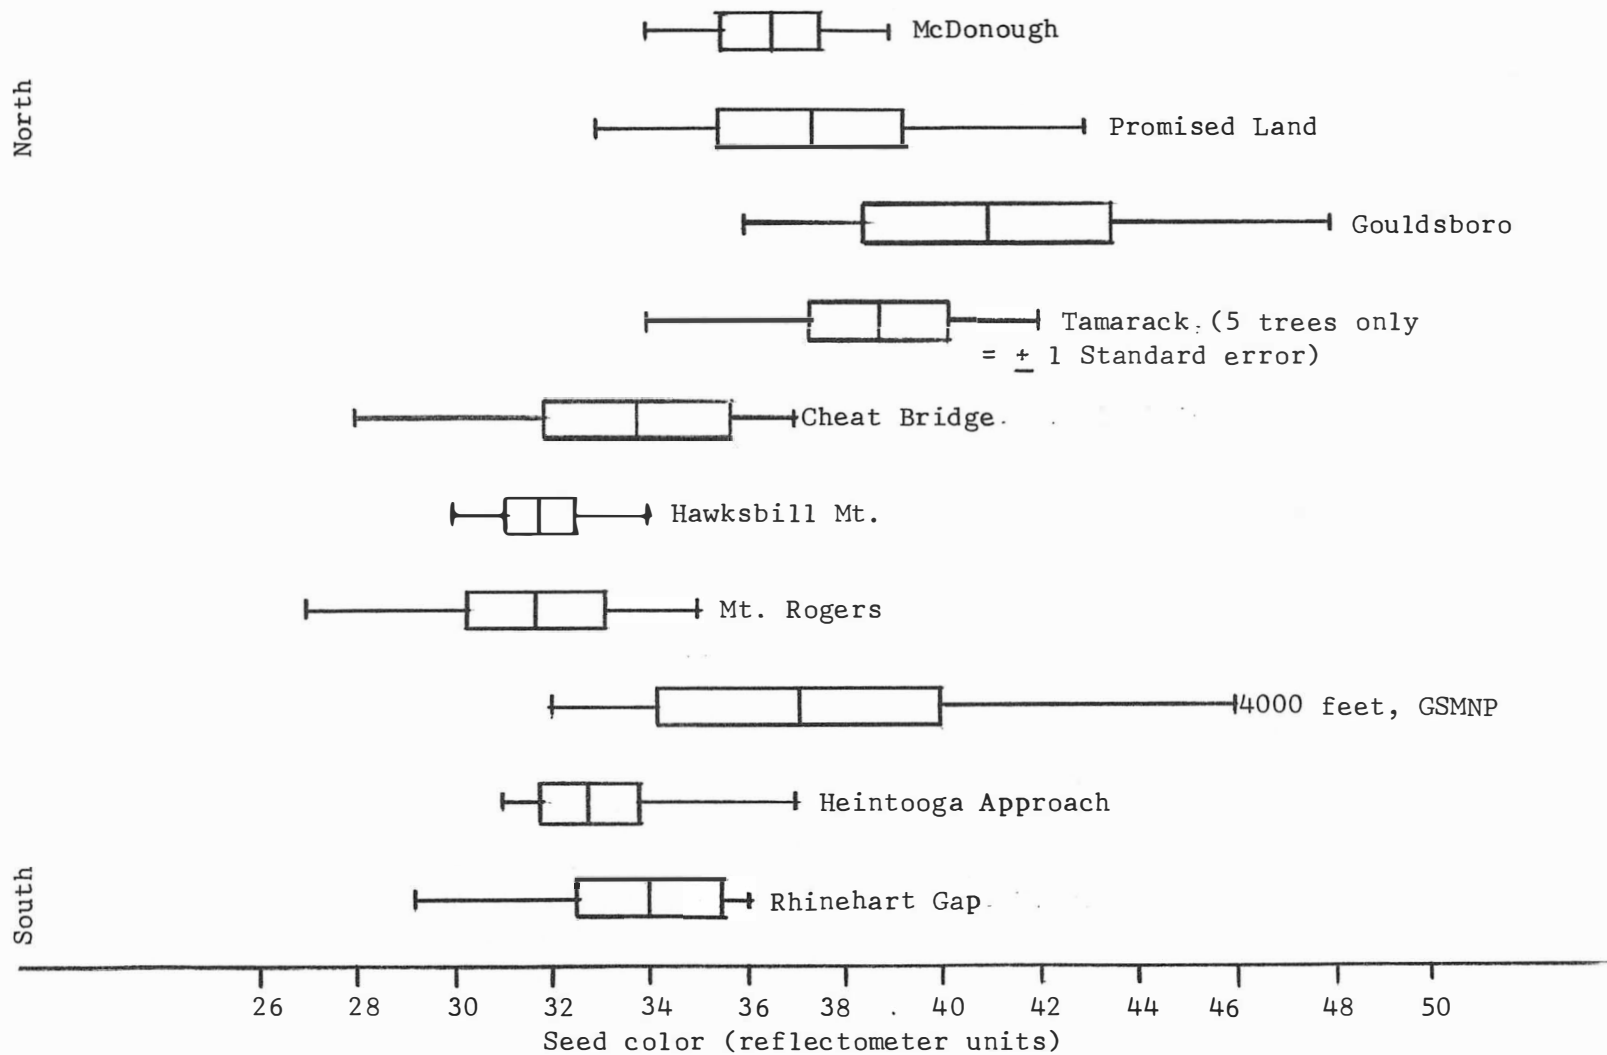 North
McDonough
Promised Land
Gouldsboro
Tamarack (5 trees only
= ± 1 Standard error)
Cheat Bridge
Hawksbill Mt.
Mt. Rogers
4000 feet, GSMNP
Heintooga Approach
Rhinehart Gap
South
26 28 30 32 34 36 38 40 42 44 46 48 50
Seed color (reflectometer units)